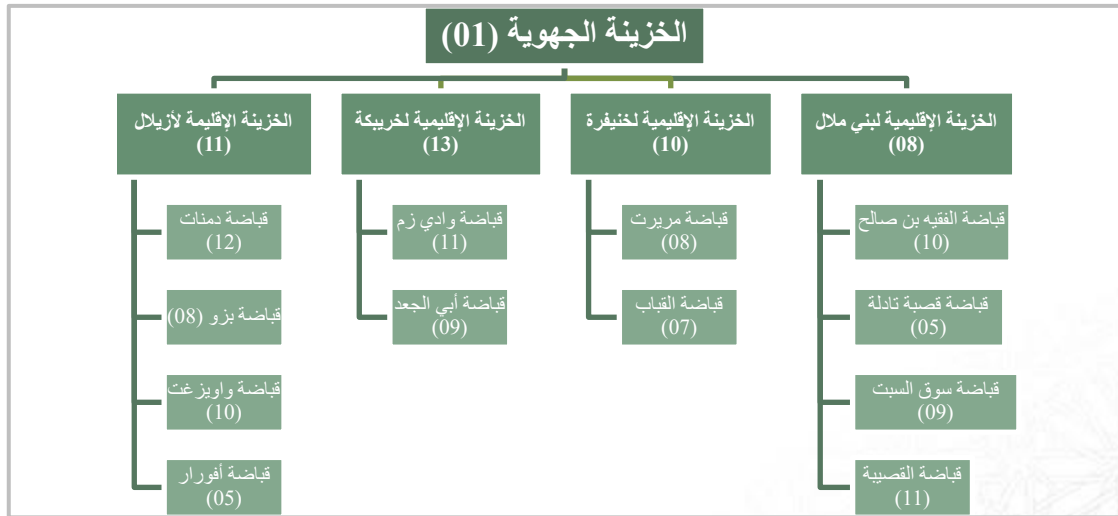 الخزينة الجهوية (01)
الخزينة الإقليمية لبني ملال
(08)
قباضة الفقيه بن صالح
(10)
قباضة قصبة تادلة
(05)
قباضة سوق السبت
(09)
قباضة القصيبة
(11)
الخزينة الإقليمية لخنيفرة
(10)
قباضة مريرت
(08)
قباضة القباب
(07)
الخزينة الإقليمية لخريبكة
(13)
قباضة وادي زم
(11)
قباضة أبي الجعد
(09)
الخزينة الإقليمة لأزيلال
(11)
قباضة دمنات
(12)
قباضة بزو (08)
قباضة واويزغت
(10)
قباضة أفورار
(05)